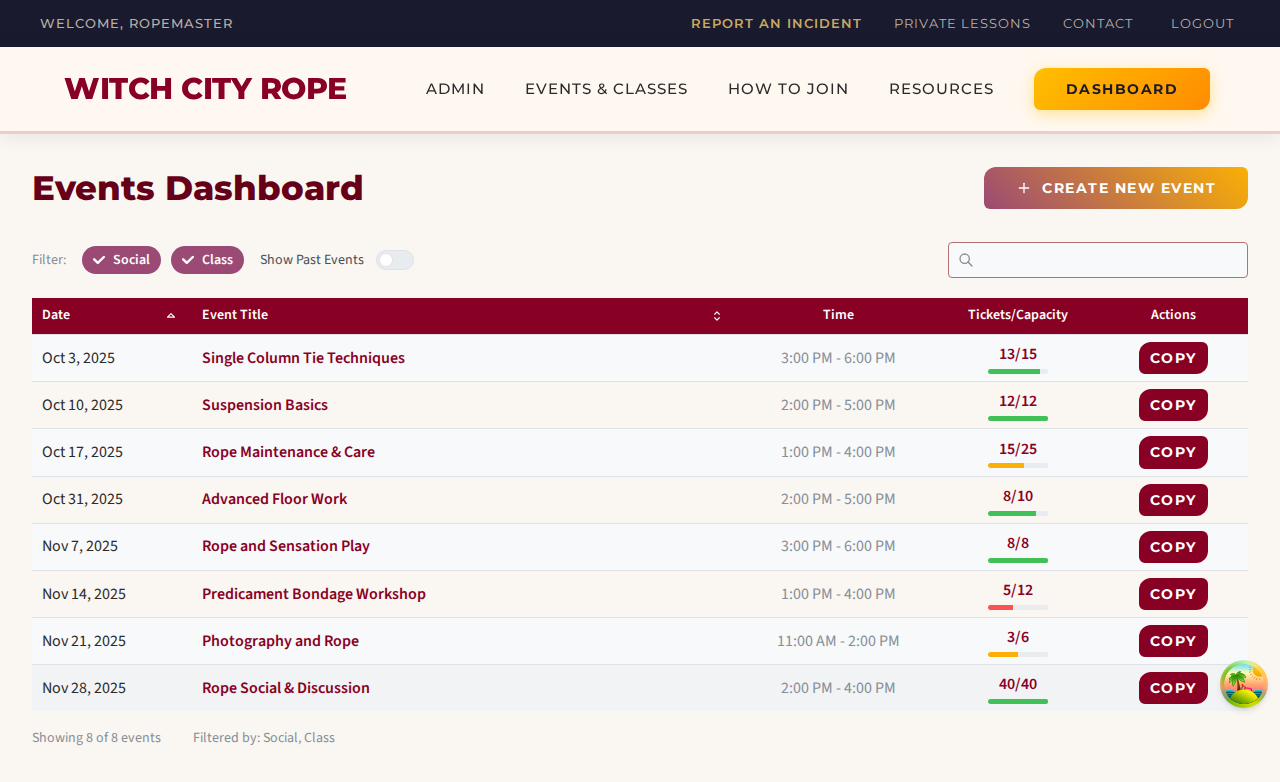 WELCOME, ROPEMASTER
REPORT AN INCIDENT PRIVATE LESSONS CONTACT LOGOUT
WITCH CITY ROPE
ADMIN EVENTS & CLASSES HOW TO JOIN RESOURCES DASHBOARD
Events Dashboard
+ CREATE NEW EVENT
Filter: Social Class Show Past Events
Date Event Title Time Tickets/Capacity Actions
Oct 3, 2025 Single Column Tie Techniques 3:00 PM - 6:00 PM 13/15 COPY
Oct 10, 2025 Suspension Basics 2:00 PM - 5:00 PM 12/12 COPY
Oct 17, 2025 Rope Maintenance & Care 1:00 PM - 4:00 PM 15/25 COPY
Oct 31, 2025 Advanced Floor Work 2:00 PM - 5:00 PM 8/10 COPY
Nov 7, 2025 Rope and Sensation Play 3:00 PM - 6:00 PM 8/8 COPY
Nov 14, 2025 Predicament Bondage Workshop 1:00 PM - 4:00 PM 5/12 COPY
Nov 21, 2025 Photography and Rope 11:00 AM - 2:00 PM 3/6 COPY
Nov 28, 2025 Rope Social & Discussion 2:00 PM - 4:00 PM 40/40 COPY
Showing 8 of 8 events Filtered by: Social, Class